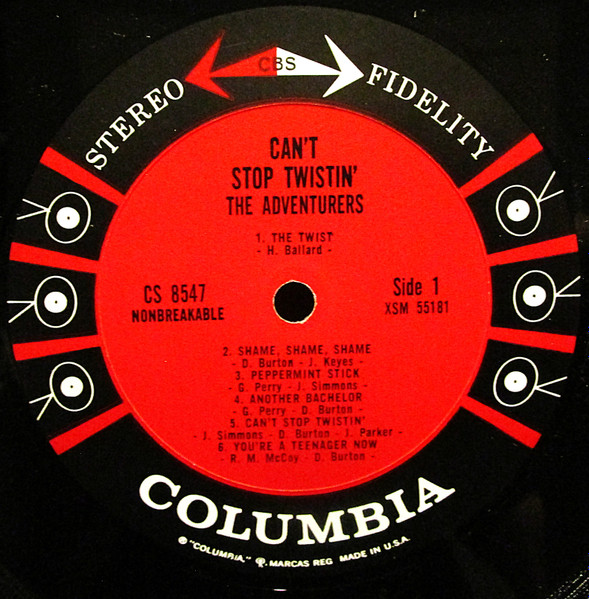 CBS
STEREO FIDELITY
CAN'T
STOP TWISTIN'
THE ADVENTURERS
1. THE TWIST
- H. Ballard -
CS 8547
NONBREAKABLE
Side 1
XSM 55181
2. SHAME, SHAME, SHAME
- D. Burton - J. Keyes -
3. PEPPERMINT STICK
- G. Perry - J. Simmons -
4. ANOTHER BACHELOR
- G. Perry - D. Burton -
5. CAN'T STOP TWISTIN'
- J. Simmons - D. Burton - J. Parker -
6. YOU'RE A TEENAGER NOW
- R. M. McCoy - D. Burton -
COLUMBIA
® "COLUMBIA," MARCAS REG MADE IN U.S.A.